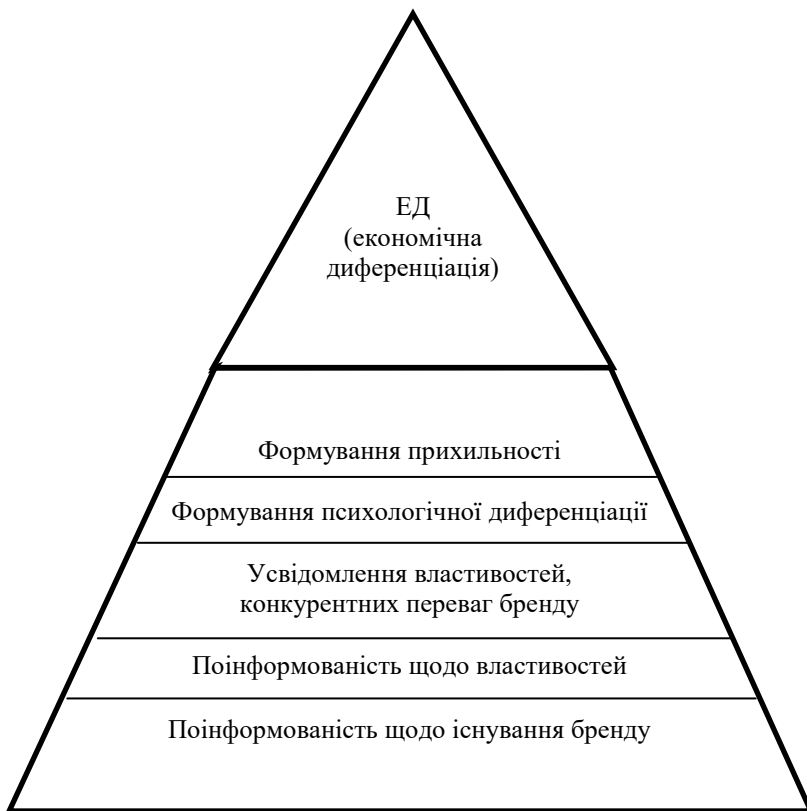 ЕД
(економічна
диференціація)
Формування прихильності
Формування психологічної диференціації
Усвідомлення властивостей,
конкурентних переваг бренду
Поінформованість щодо властивостей
Поінформованість щодо існування бренду